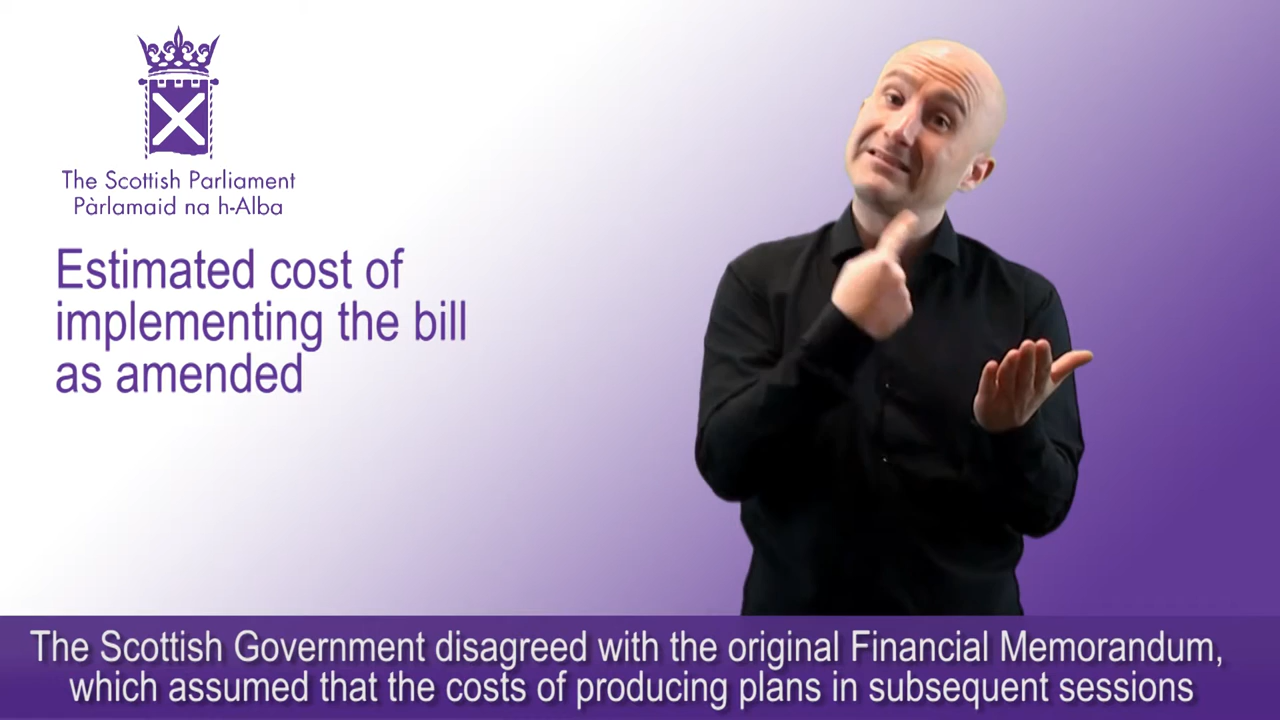 The Scottish Parliament
Pàrlamaid na h-Alba
Estimated cost of
implementing the bill
as amended
The Scottish Government disagreed with the original Financial Memorandum,
which assumed that the costs of producing plans in subsequent sessions